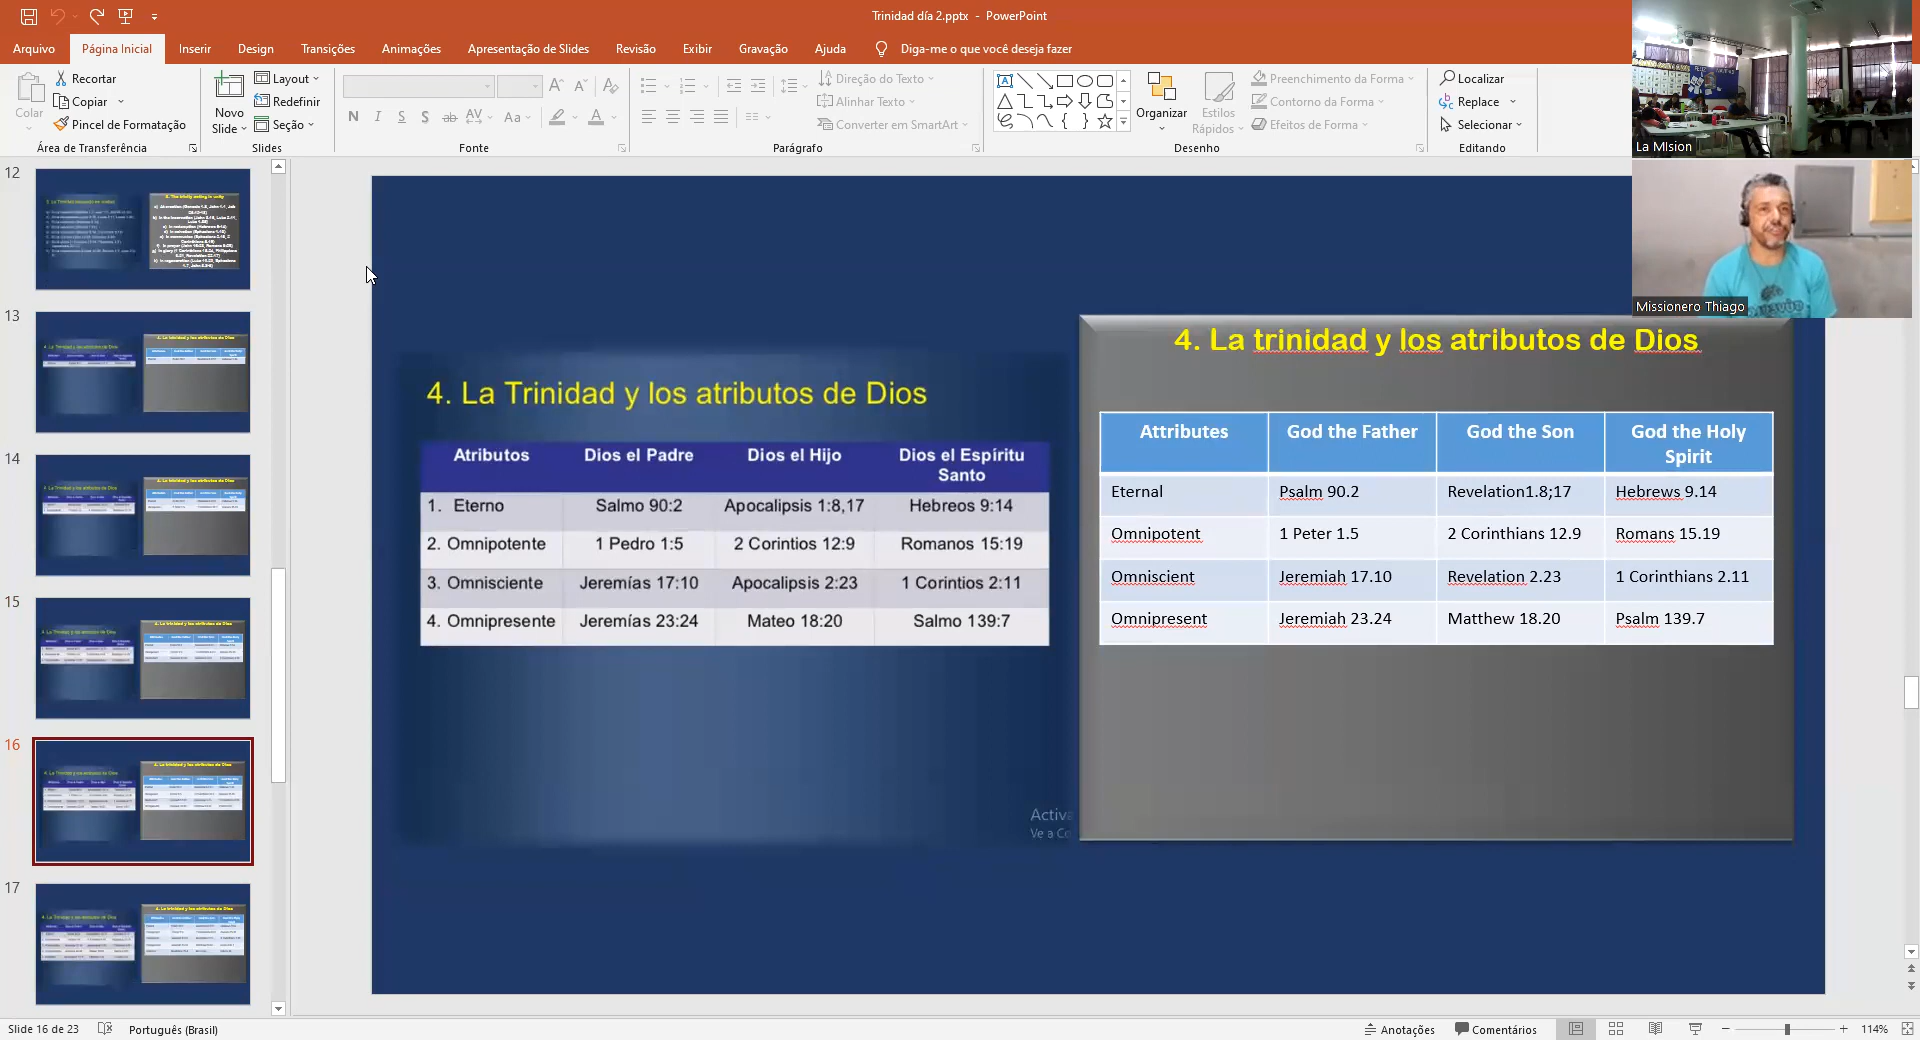 Trinidad día 2.pptx - PowerPoint
Arquivo Página Inicial Inserir Design Transições Animações Apresentação de Slides Revisão Exibir Gravação Ajuda Diga-me o que você deseja fazer
Colar
Recortar
Copiar
Pincel de Formatação
Área de Transferência
Novo
Slide
Layout
Redefinir
Seção
Slides
N I S S ab AV Aa A
Fonte
Direção do Texto
Alinhar Texto
Converter em SmartArt
Parágrafo
Organizar
Estilos
Rápidos
Preenchimento da Forma
Contorno da Forma
Efeitos de Forma
Desenho
Localizar
Replace
Selecionar
Editando
La MIsion
Missionero Thiago
12
13
14
15
16
17
4. La Trinidad y los atributos de Dios
Atributos Dios el Padre Dios el Hijo Dios el Espíritu
Santo
1. Eterno Salmo 90:2 Apocalipsis 1:8,17 Hebreos 9:14
2. Omnipotente 1 Pedro 1:5 2 Corintios 12:9 Romanos 15:19
3. Omnisciente Jeremías 17:10 Apocalipsis 2:23 1 Corintios 2:11
4. Omnipresente Jeremías 23:24 Mateo 18:20 Salmo 139:7
Activa
Ve a Co
4. La trinidad y los atributos de Dios
Attributes God the Father God the Son God the Holy
Spirit
Eternal Psalm 90.2 Revelation1.8;17 Hebrews 9.14
Omnipotent 1 Peter 1.5 2 Corinthians 12.9 Romans 15.19
Omniscient Jeremiah 17.10 Revelation 2.23 1 Corinthians 2.11
Omnipresent Jeremiah 23.24 Matthew 18.20 Psalm 139.7
Slide 16 de 23 Português (Brasil) Anotações Comentários 114%